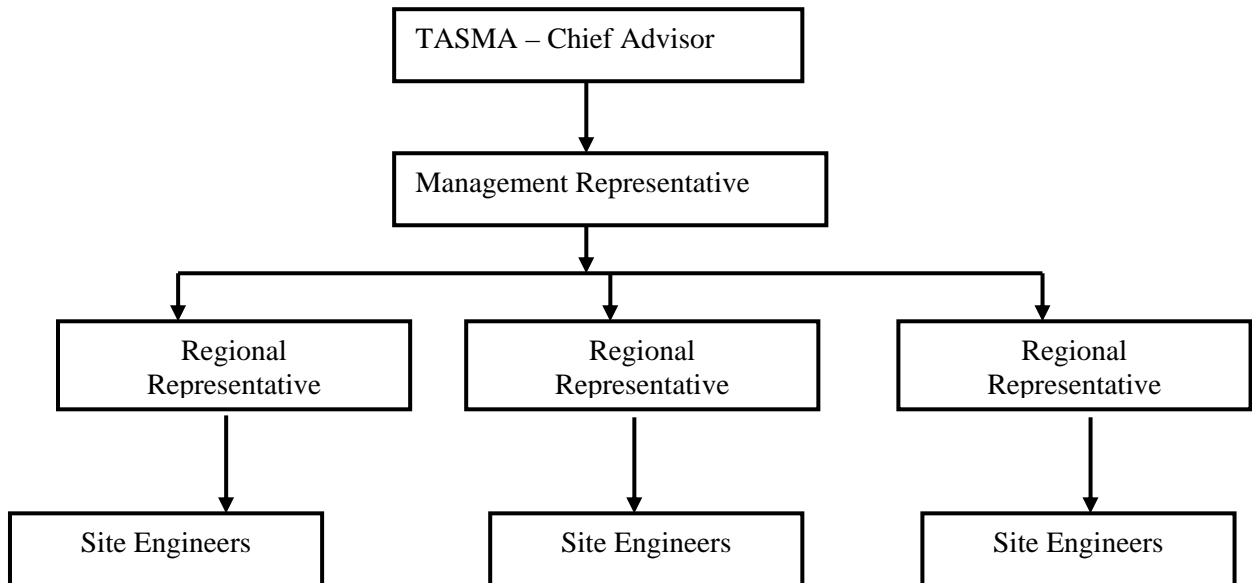 TASMA – Chief Advisor
Management Representative
Regional
Representative
Regional
Representative
Regional
Representative
Site Engineers
Site Engineers
Site Engineers